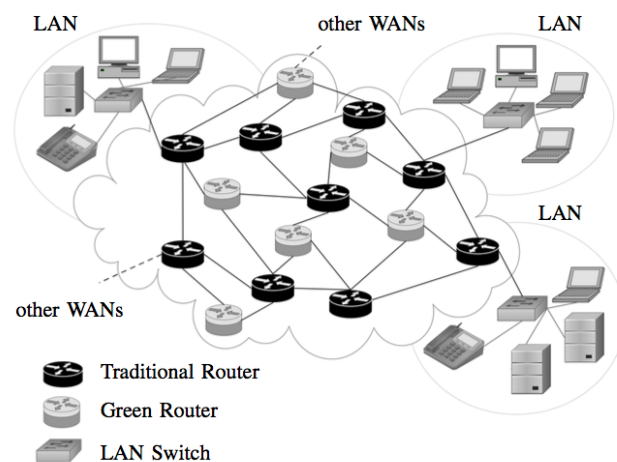 LAN
other WANs
LAN
LAN
other WANs
Traditional Router
Green Router
LAN Switch